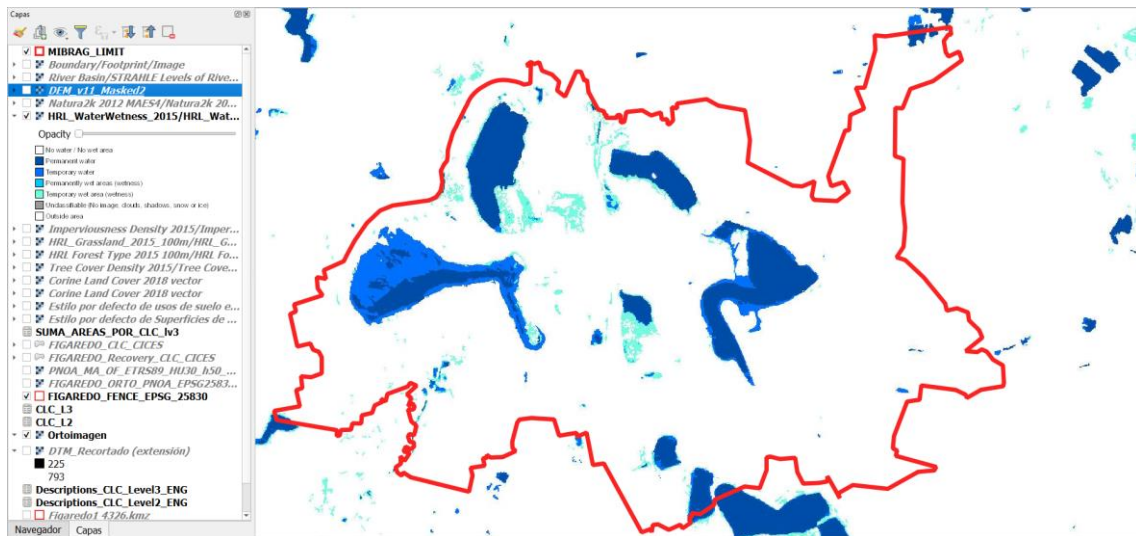 Capas
MIBRAG_LIMIT
Boundary/Footprint/Image
River Basin/STRAHLE Levels of Rive...
DEM_v11_Masked2
Natura2k 2012 MAES4/Natura2k 20...
HRL_WaterWetness_2015/HRL_Wat...
Opacity
No water / No wet area
Permanent water
Temporary water
Permanently wet areas (wetness)
Temporary wet area (wetness)
Unclassifiable (No image, clouds, shadows, snow or ice)
Outside area
Imperviousness Density 2015/Imper...
HRL_Grassland_2015_100m/HRL_G...
HRL Forest Type 2015 100m/HRL Fo...
Tree Cover Density 2015/Tree Cove...
Corine Land Cover 2018 vector
Corine Land Cover 2018 vector
Estilo por defecto de usos de suelo e...
Estilo por defecto de Superficies de ...
SUMA_AREAS_POR_CLC_lv3
FIGAREDO_CLC_CICES
FIGAREDO_Recovery_CLC_CICES
PNOA_MA_OF_ETRS89_HU30_h50_...
FIGAREDO_ORTO_PNOA_EPSG2583...
FIGAREDO_FENCE_EPSG_25830
CLC_L3
CLC_L2
Ortoimagen
DTM_Recortado (extensión)
225
793
Descriptions_CLC_Level3_ENG
Descriptions_CLC_Level2_ENG
Figaredo1 4326.kmz
Navegador Capas